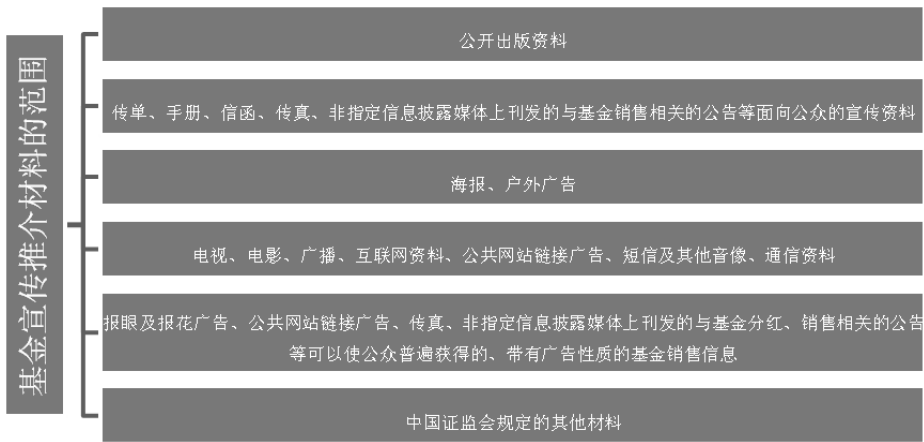 基金宣传推介材料的范围
公开出版资料
传单、手册、信函、传真、非指定信息披露媒体上刊发的与基金销售相关的公告等面向公众的宣传资料
海报、户外广告
电视、电影、广播、互联网资料、公共网站链接广告、短信及其他音像、通信资料
报眼及报花广告、公共网站链接广告、传真、非指定信息披露媒体上刊发的与基金分红、销售相关的公告
等可以使公众普遍获得的、带有广告性质的基金销售信息
中国证监会规定的其他材料